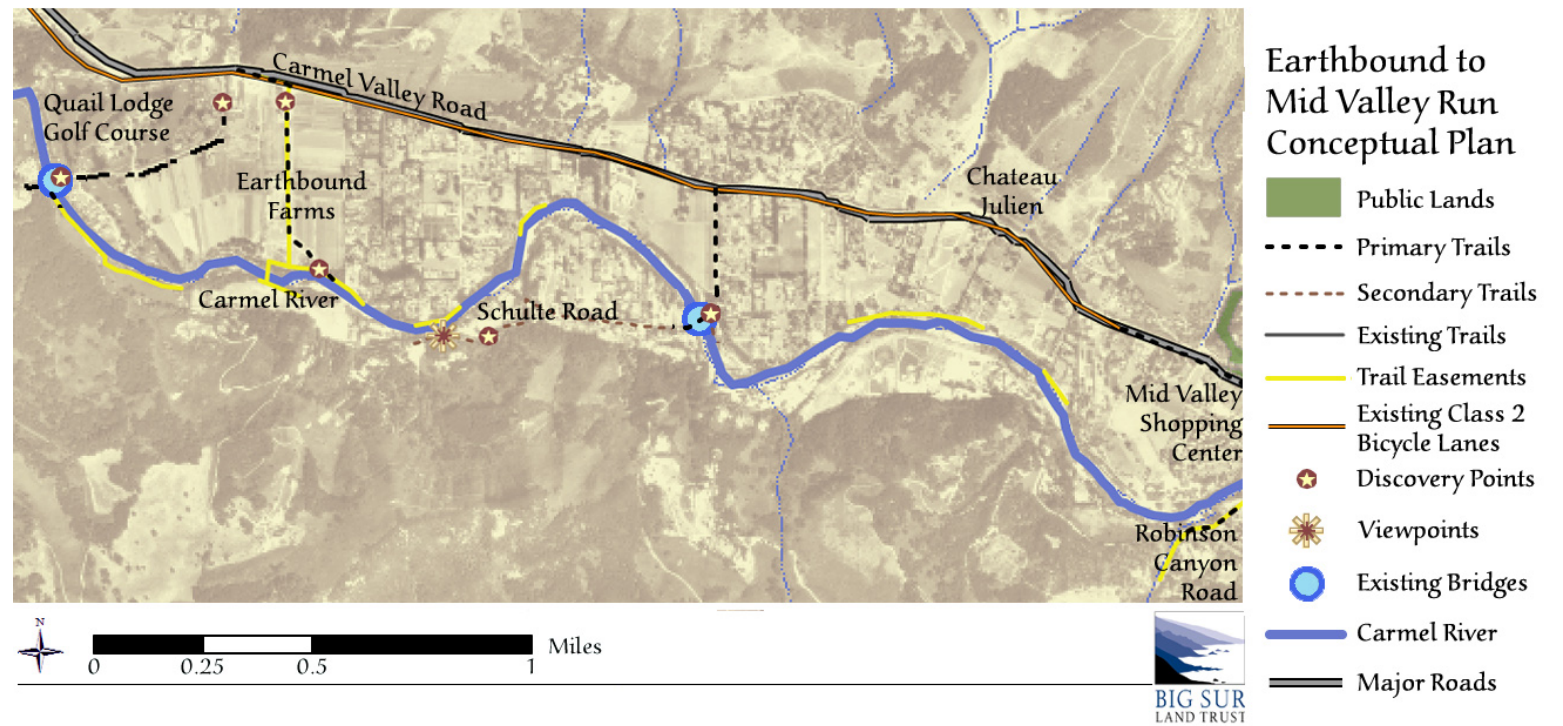 Carmel Valley Road
Quail Lodge
Golf Course
Earthbound
Farms
Carmel River
Schulte Road
Chateau
Julien
Mid Valley
Shopping
Center
Robinson
Canyon
Road
Earthbound to
Mid Valley Run
Conceptual Plan
Public Lands
Primary Trails
Secondary Trails
Existing Trails
Trail Easements
Existing Class 2
Bicycle Lanes
Discovery Points
Viewpoints
Existing Bridges
Carmel River
Major Roads
N
0 0.25 0.5 1 Miles
BIG SUR
LAND TRUST